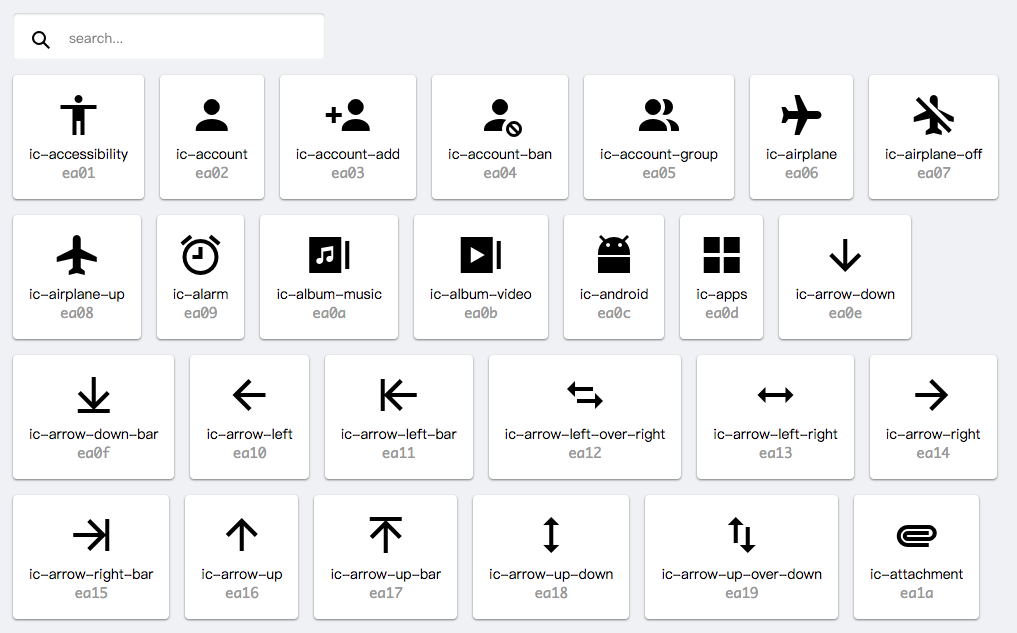 search...
ic-accessibility
ea01
ic-account
ea02
ic-account-add
ea03
ic-account-ban
ea04
ic-account-group
ea05
ic-airplane
ea06
ic-airplane-off
ea07
ic-airplane-up
ea08
ic-alarm
ea09
ic-album-music
ea0a
ic-album-video
ea0b
ic-android
ea0c
ic-apps
ea0d
ic-arrow-down
ea0e
ic-arrow-down-bar
ea0f
ic-arrow-left
ea10
ic-arrow-left-bar
ea11
ic-arrow-left-over-right
ea12
ic-arrow-left-right
ea13
ic-arrow-right
ea14
ic-arrow-right-bar
ea15
ic-arrow-up
ea16
ic-arrow-up-bar
ea17
ic-arrow-up-down
ea18
ic-arrow-up-over-down
ea19
ic-attachment
ea1a